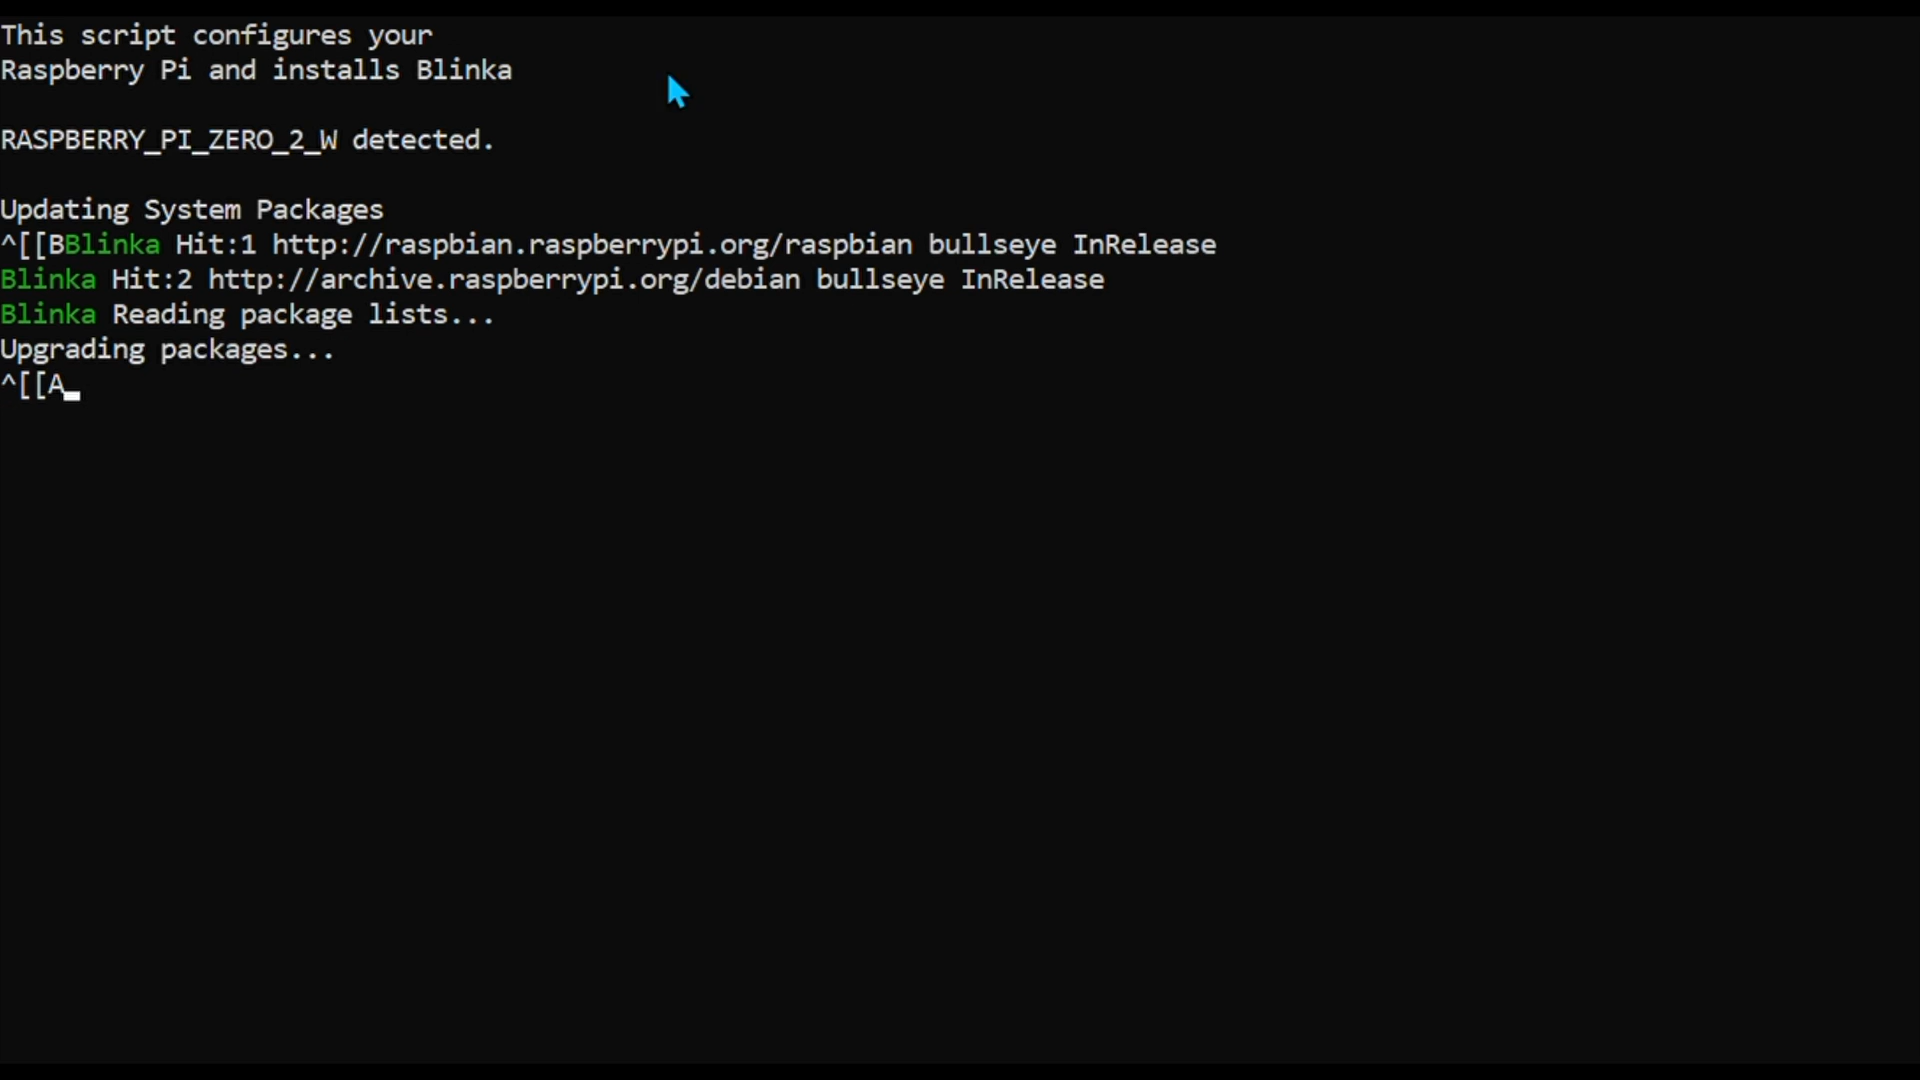 This script configures your
Raspberry Pi and installs Blinka
RASPBERRY_PI_ZERO_2_W detected.
Updating System Packages
^[[BBlinka Hit:1 http://raspbian.raspberrypi.org/raspbian bullseye InRelease
Blinka Hit:2 http://archive.raspberrypi.org/debian bullseye InRelease
Blinka Reading package lists...
Upgrading packages...
^[[A